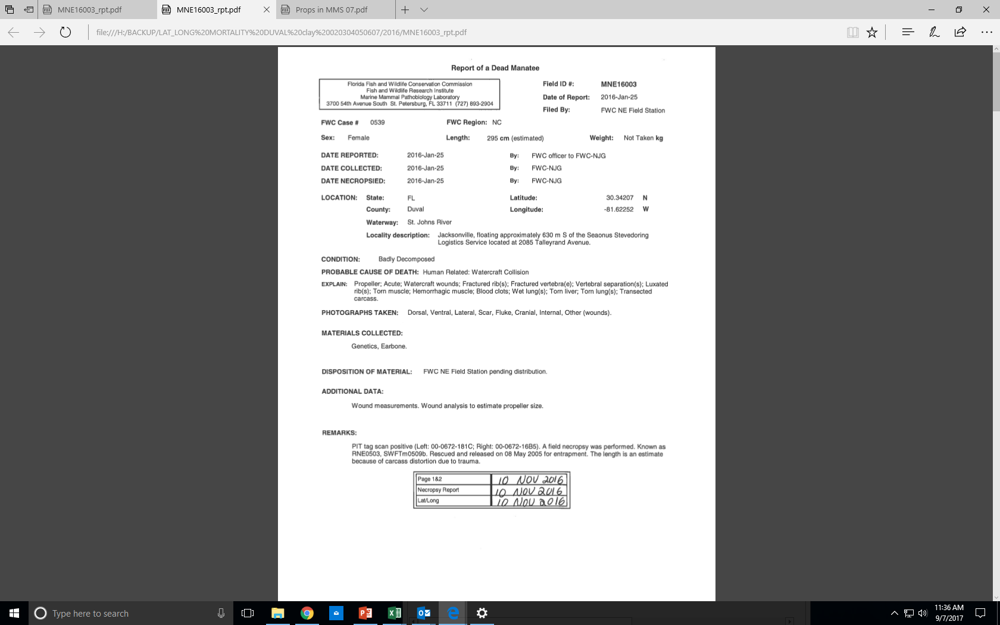 MNE16003_rpt.pdf
MNE16003_rpt.pdf
Props in MMS 07.pdf
file:///H:/BACKUP/LAT_LONG%20MORTALITY%20DUVAL%20clay%20020304050607/2016/MNE16003_rpt.pdf
Report of a Dead Manatee
Florida Fish and Wildlife Conservation Commission
Fish and Wildlife Research Institute
Marine Mammal Pathobiology Laboratory
3700 54th Avenue South St. Petersburg, FL 33711 (727) 893-2904
Field ID #: MNE16003
Date of Report: 2016-Jan-25
Filed By: FWC NE Field Station
FWC Case # 0539 FWC Region: NC
Sex: Female Length: 295 cm (estimated) Weight: Not Taken kg
DATE REPORTED: 2016-Jan-25 By: FWC officer to FWC-NJG
DATE COLLECTED: 2016-Jan-25 By: FWC-NJG
DATE NECROPSIED: 2016-Jan-25 By: FWC-NJG
LOCATION: State: FL Latitude: 30.34207 N
County: Duval Longitude: -81.62252 W
Waterway: St. Johns River
Locality description: Jacksonville, floating approximately 630 m S of the Seaonus Stevedoring
Logistics Service located at 2085 Talleyrand Avenue.
CONDITION: Badly Decomposed
PROBABLE CAUSE OF DEATH: Human Related: Watercraft Collision
EXPLAIN: Propeller; Acute; Watercraft wounds; Fractured rib(s); Fractured vertebra(e); Vertebral separation(s); Luxated
rib(s); Torn muscle; Hemorrhagic muscle; Blood clots; Wet lung(s); Torn liver; Torn lung(s); Transected
carcass.
PHOTOGRAPHS TAKEN: Dorsal, Ventral, Lateral, Scar, Fluke, Cranial, Internal, Other (wounds).
MATERIALS COLLECTED:
Genetics, Earbone.
DISPOSITION OF MATERIAL: FWC NE Field Station pending distribution.
ADDITIONAL DATA:
Wound measurements. Wound analysis to estimate propeller size.
REMARKS:
PIT tag scan positive (Left: 00-0672-181C; Right: 00-0672-16B5). A field necropsy was performed. Known as
RNE0503, SWFTm0509b. Rescued and released on 08 May 2005 for entrapment. The length is an estimate
because of carcass distortion due to trauma.
Page 1&2 10 NOV 2016
Necropsy Report 10 NOV 2016
Lat/Long 10 NOV 2016
Type here to search
11:36 AM
9/7/2017